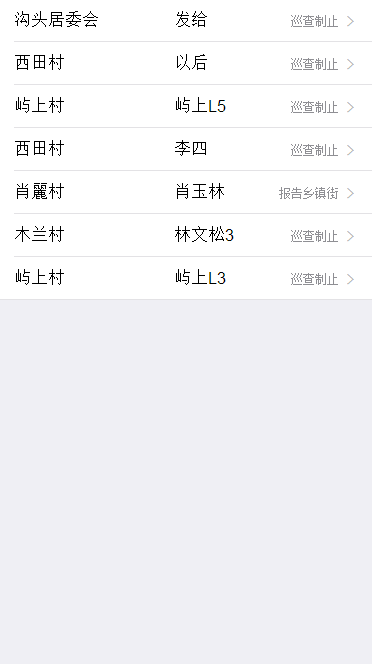 沟头居委会 发给 巡查制止
西田村 以后 巡查制止
屿上村 屿上L5 巡查制止
西田村 李四 巡查制止
肖麗村 肖玉林 报告乡镇街
木兰村 林文松3 巡查制止
屿上村 屿上L3 巡查制止